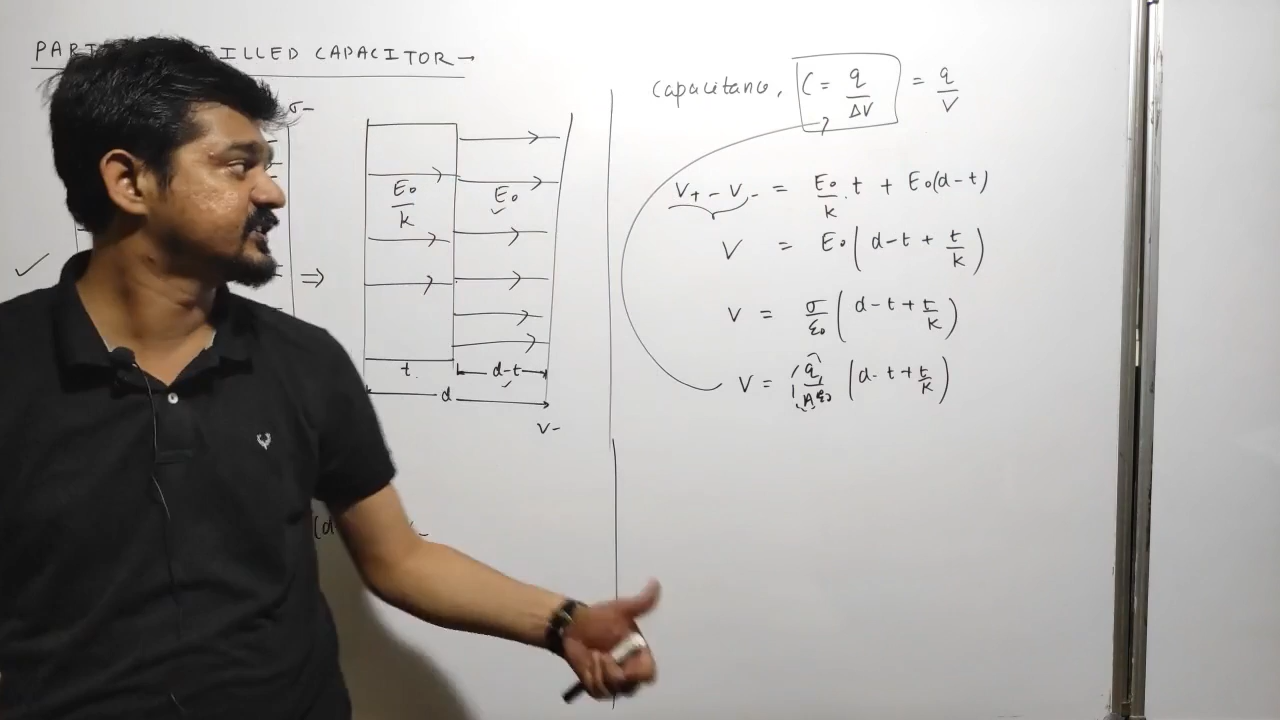 FILLED CAPACITOR →
σ-
⇒
E₀/k
E₀
t
d-t
d
V-
✓
capacitance, C = q/ΔV = q/V
V+ - V- = E₀/k . t + E₀(d-t)
V = E₀(d-t + t/k)
V = σ/ε₀ (d-t + t/k)
V = q/Aε₀ (d-t + t/k)